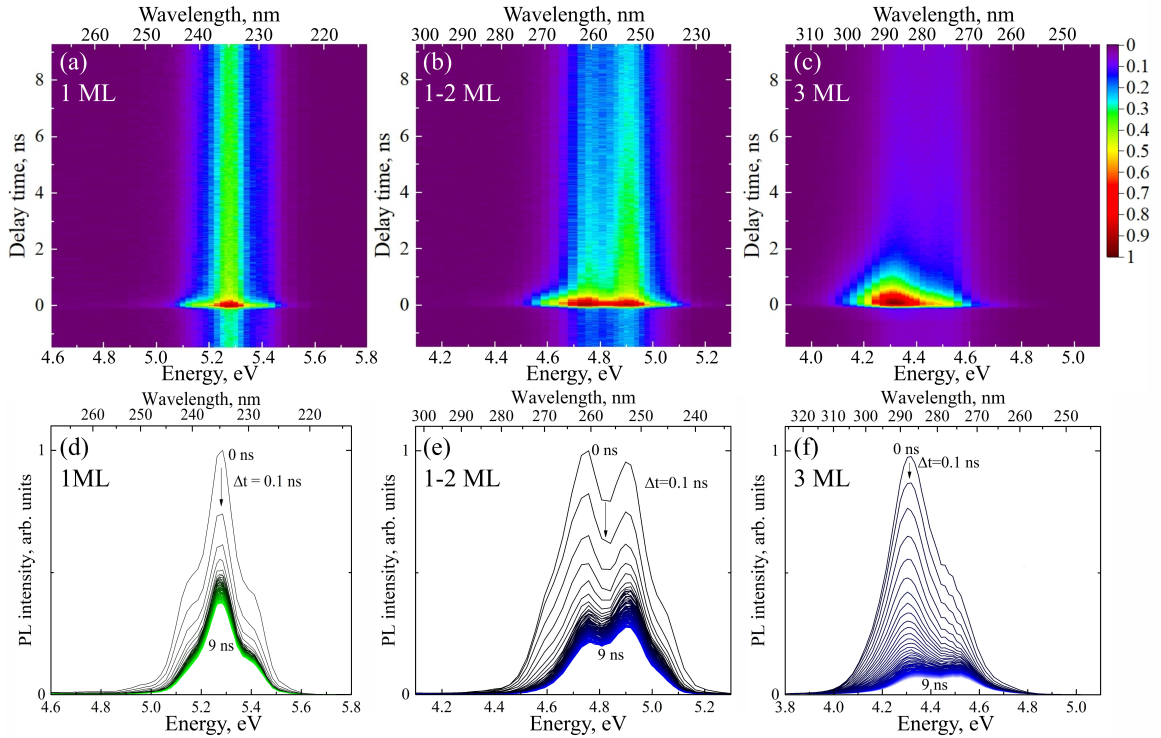 Wavelength, nm
260 250 240 230 220
(a)
1 ML
Delay time, ns
8
6
4
2
0
4.6 4.8 5.0 5.2 5.4 5.6 5.8
Energy, eV
Wavelength, nm
300 290 280 270 260 250 240 230
(b)
1-2 ML
4.2 4.4 4.6 4.8 5.0 5.2
Energy, eV
Wavelength, nm
310 300 290 280 270 260 250
(c)
3 ML
4.0 4.2 4.4 4.6 4.8 5.0
Energy, eV
0
0.1
0.2
0.3
0.4
0.5
0.6
0.7
0.8
0.9
1
Wavelength, nm
260 250 240 230 220
(d)
1ML
0 ns
Δt = 0.1 ns
9 ns
PL intensity, arb. units
1
0
4.6 4.8 5.0 5.2 5.4 5.6 5.8
Energy, eV
Wavelength, nm
300 290 280 270 260 250 240
(e)
1-2 ML
0 ns
Δt=0.1 ns
9 ns
PL intensity, arb. units
1
0
4.2 4.4 4.6 4.8 5.0 5.2
Energy, eV
Wavelength, nm
320 310 300 290 280 270 260 250
(f)
3 ML
0 ns
Δt=0.1 ns
9 ns
PL intensity, arb. units
1
0
3.8 4.0 4.2 4.4 4.6 4.8 5.0
Energy, eV